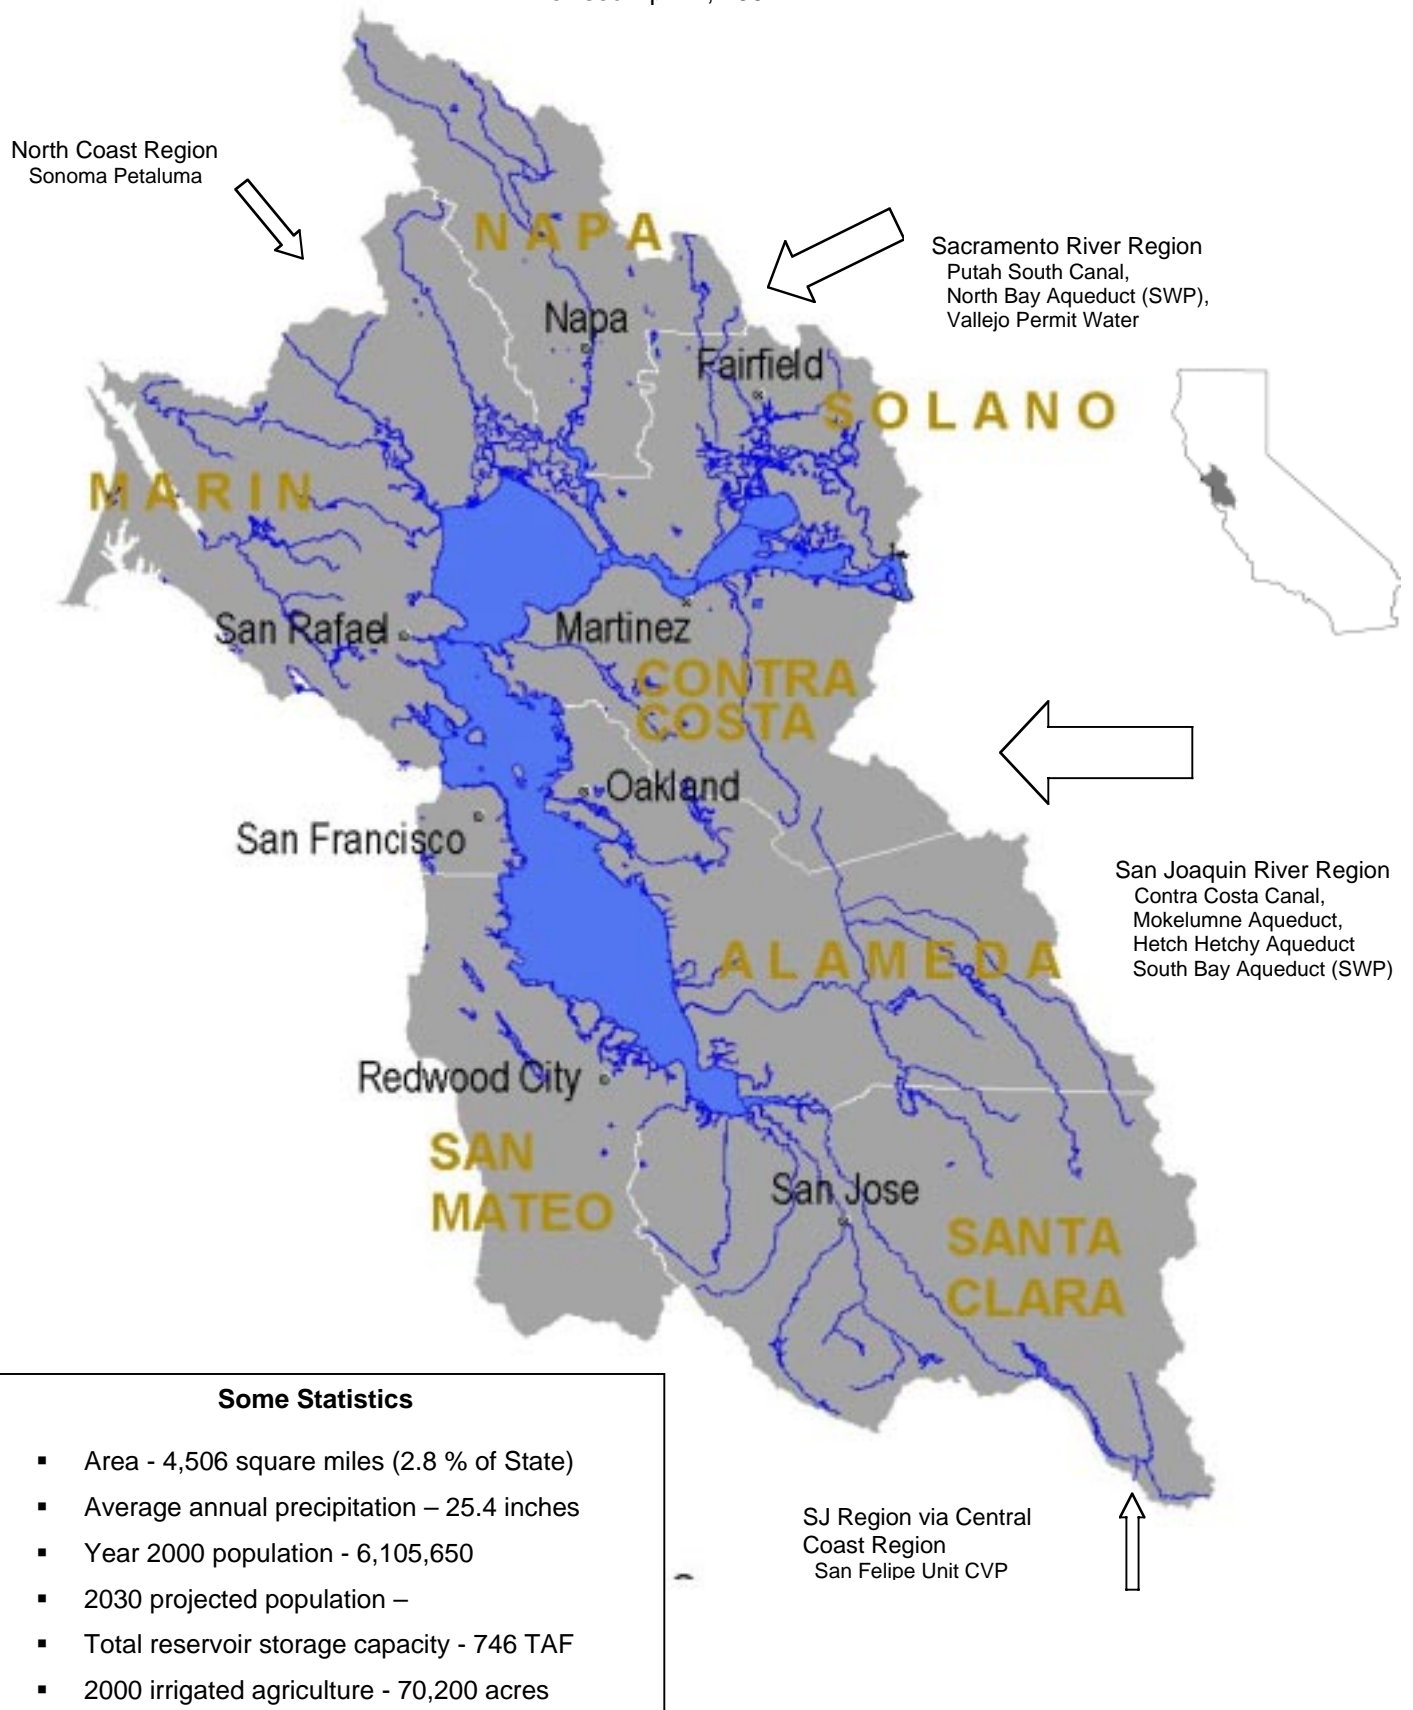 North Coast Region
Sonoma Petaluma
NAPA
Sacramento River Region
Putah South Canal,
North Bay Aqueduct (SWP),
Vallejo Permit Water
Napa
Fairfield
SOLANO
MARIN
San Rafael
Martinez
CONTRA
COSTA
Oakland
San Francisco
San Joaquin River Region
Contra Costa Canal,
Mokelumne Aqueduct,
Hetch Hetchy Aqueduct
South Bay Aqueduct (SWP)
ALAMEDA
Redwood City
SAN
MATEO
San Jose
SANTA
CLARA
Some Statistics
▪ Area - 4,506 square miles (2.8 % of State)
▪ Average annual precipitation – 25.4 inches
▪ Year 2000 population - 6,105,650
▪ 2030 projected population –
▪ Total reservoir storage capacity - 746 TAF
▪ 2000 irrigated agriculture - 70,200 acres
SJ Region via Central
Coast Region
San Felipe Unit CVP